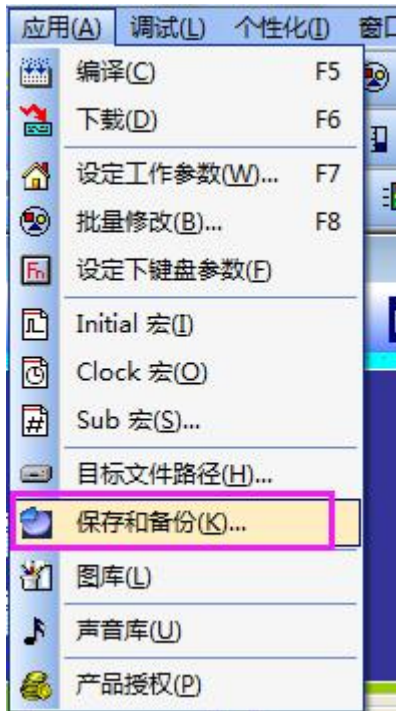 应用(A) 调试(L) 个性化(I) 窗口
编译(C) F5
下载(D) F6
设定工作参数(W)... F7
批量修改(B)... F8
Fn 设定下键盘参数(F)
Initial 宏(I)
Clock 宏(O)
# Sub 宏(S)...
目标文件路径(H)...
保存和备份(K)...
图库(L)
声音库(U)
产品授权(P)